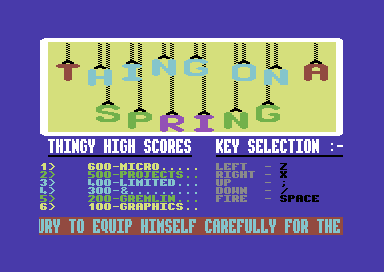 THING ON A
SPRING
THINGY HIGH SCORES
KEY SELECTION :-
1> 600-MICRO.....
2> 500-PROJECTS..
3> 400-LIMITED...
4> 300-&.........
5> 200-GREMLIN...
6> 100-GRAPHICS..
LEFT - Z
RIGHT - X
UP - ;
DOWN - /
FIRE - SPACE
URY TO EQUIP HIMSELF CAREFULLY FOR THE